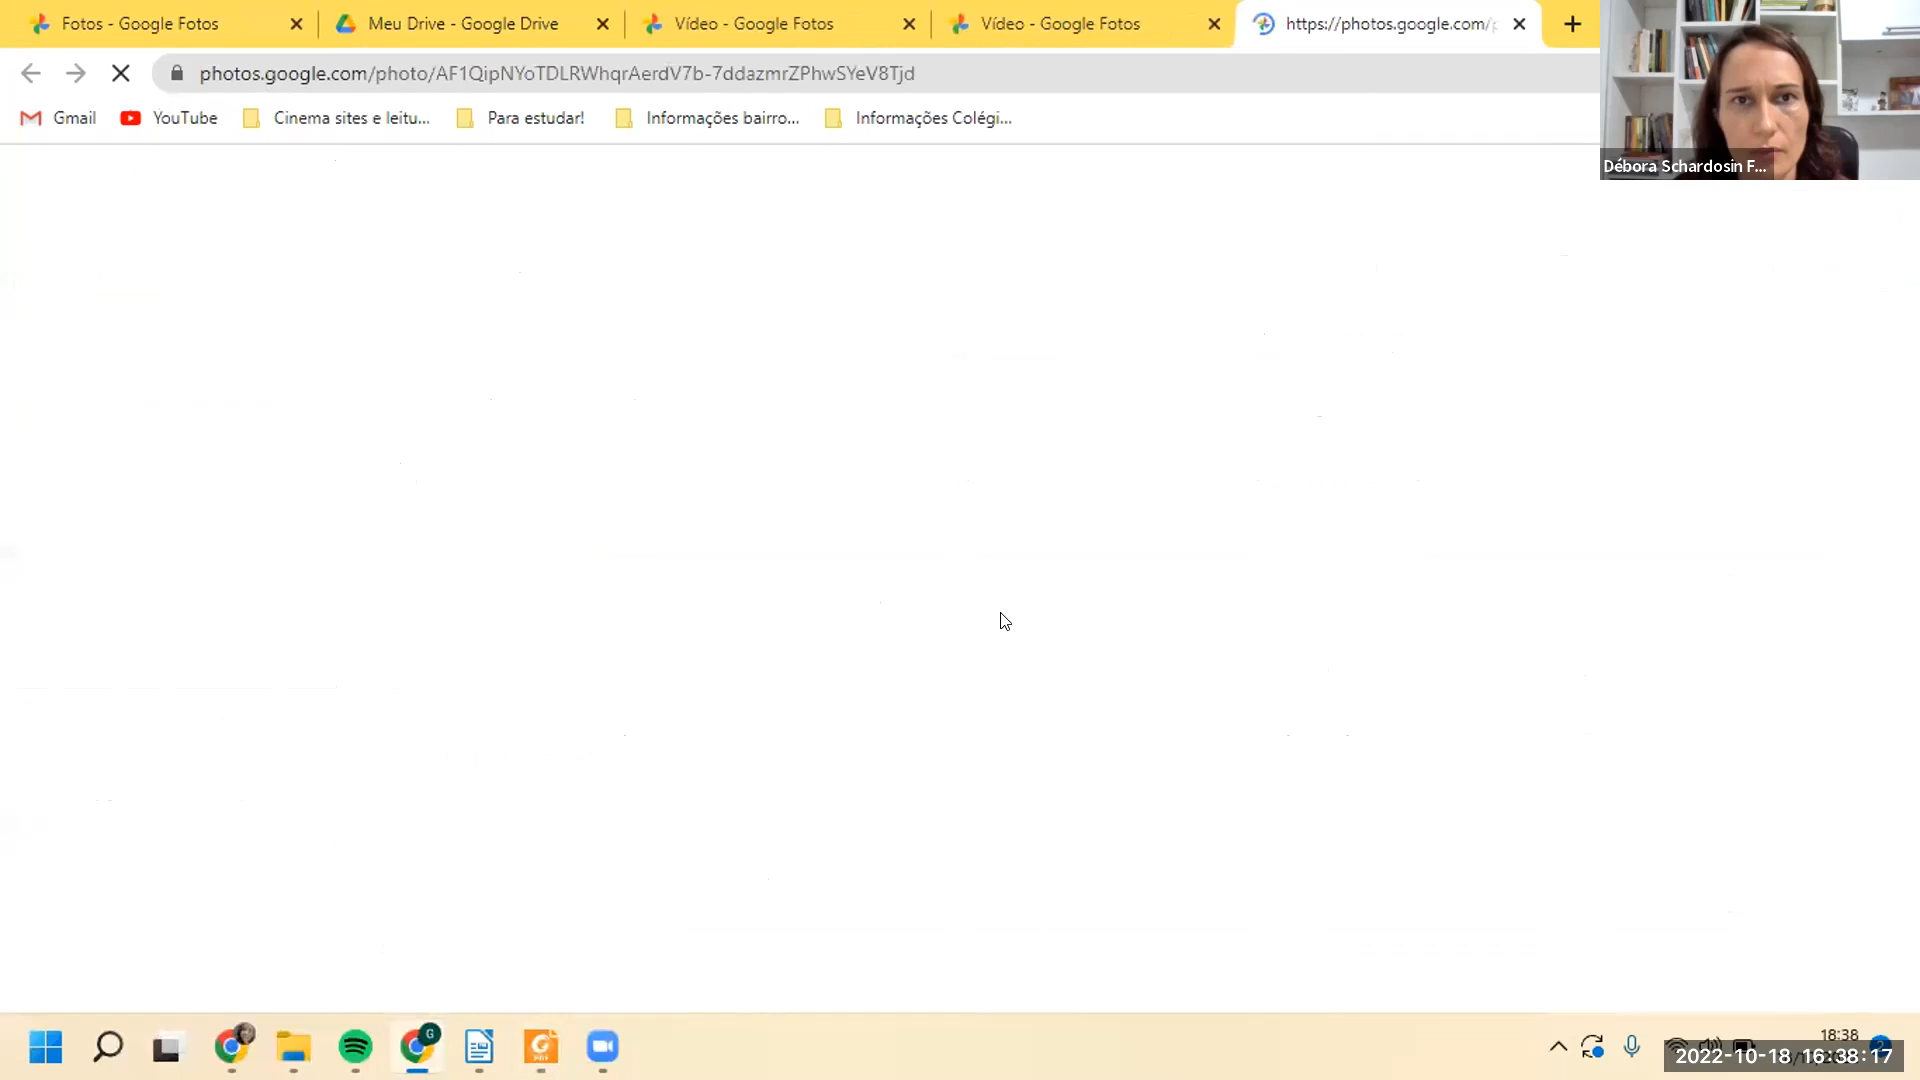 Fotos - Google Fotos
Meu Drive - Google Drive
Vídeo - Google Fotos
Vídeo - Google Fotos
https://photos.google.com/p
photos.google.com/photo/AF1QipNYoTDLRWhqrAerdV7b-7ddazmrZPhwSYeV8Tjd
Gmail
YouTube
Cinema sites e leitu...
Para estudar!
Informações bairro...
Informações Colégi...
Débora Schardosin F...
G
PDF
18:38
2022-10-18 16:38:17